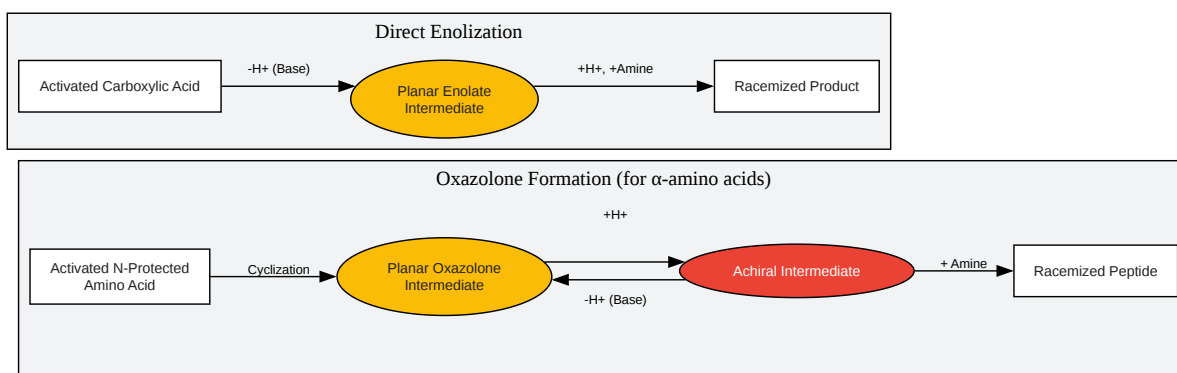 Direct Enolization
Activated Carboxylic Acid
-H+ (Base)
Planar Enolate
Intermediate
+H+, +Amine
Racemized Product
Oxazolone Formation (for α-amino acids)
Activated N-Protected
Amino Acid
Cyclization
Planar Oxazolone
Intermediate
+H+
-H+ (Base)
Achiral Intermediate
+ Amine
Racemized Peptide